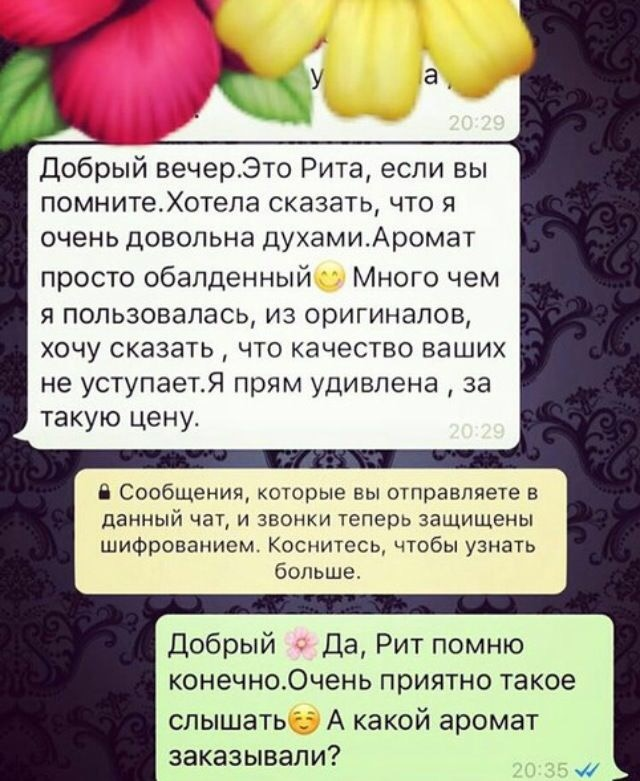 20:29
Добрый вечер.Это Рита, если вы
помните.Хотела сказать, что я
очень довольна духами.Аромат
просто обалденный😋 Много чем
я пользовалась, из оригиналов,
хочу сказать , что качество ваших
не уступает.Я прям удивлена , за
такую цену.
20:29
Сообщения, которые вы отправляете в
данный чат, и звонки теперь защищены
шифрованием. Коснитесь, чтобы узнать
больше.
Добрый 🌸Да, Рит помню
конечно.Очень приятно такое
слышать☺️ А какой аромат
заказывали?
20:35